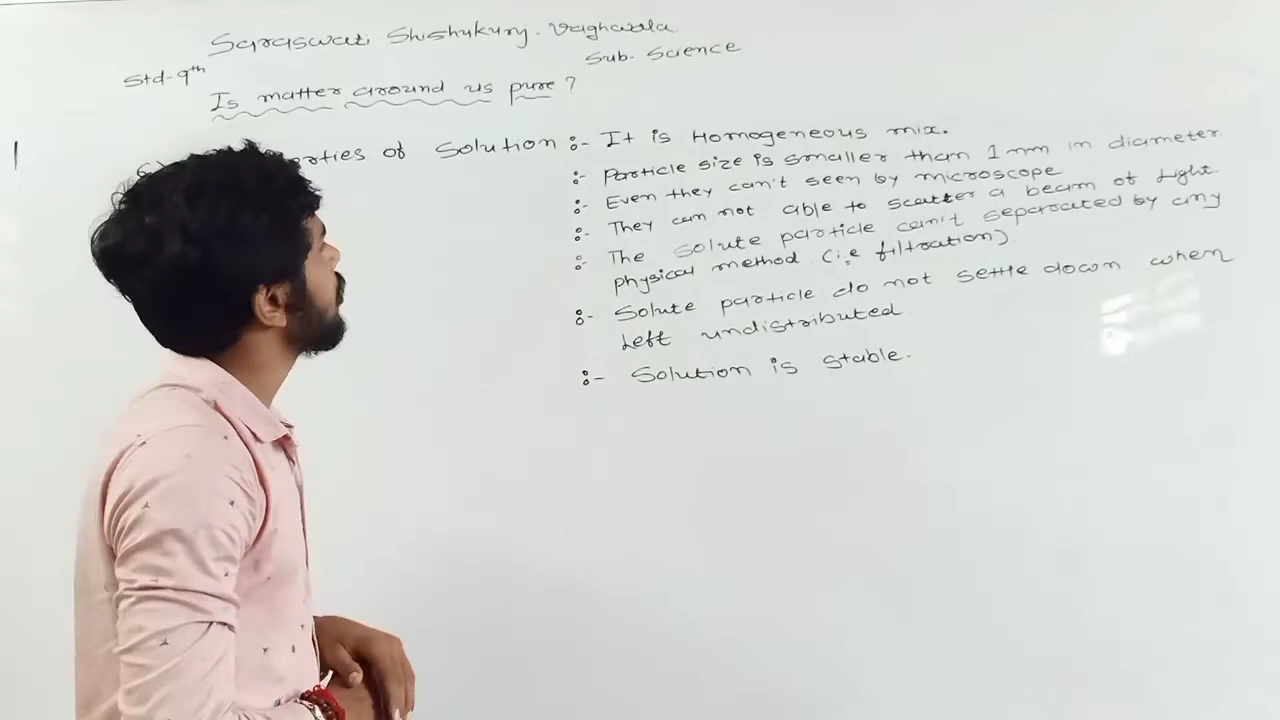 Saraswati Shishukunj. Vaghwala.
Std-9th
Sub. Science
Is matter around us pure ?
of Solution :- It is Homogeneous mix.
:- Particle size is smaller than 1 nm in diameter
:- Even they can't seen by microscope
:- They can not able to scatter a beam of light.
:- The solute particle can't separated by any
physical method (i.e filtration).
:- Solute particle do not settle down when
Left undistributed.
:- Solution is stable.